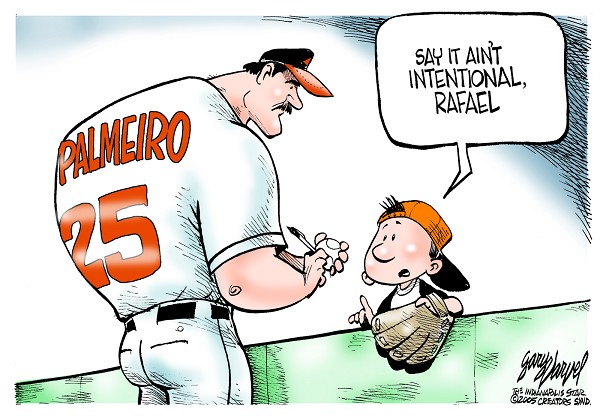 SAY IT AIN'T
INTENTIONAL,
RAFAEL
PALMEIRO
25
Gary Varvel
THE INDIANAPOLIS STAR
©2005 CREATORS SYND.